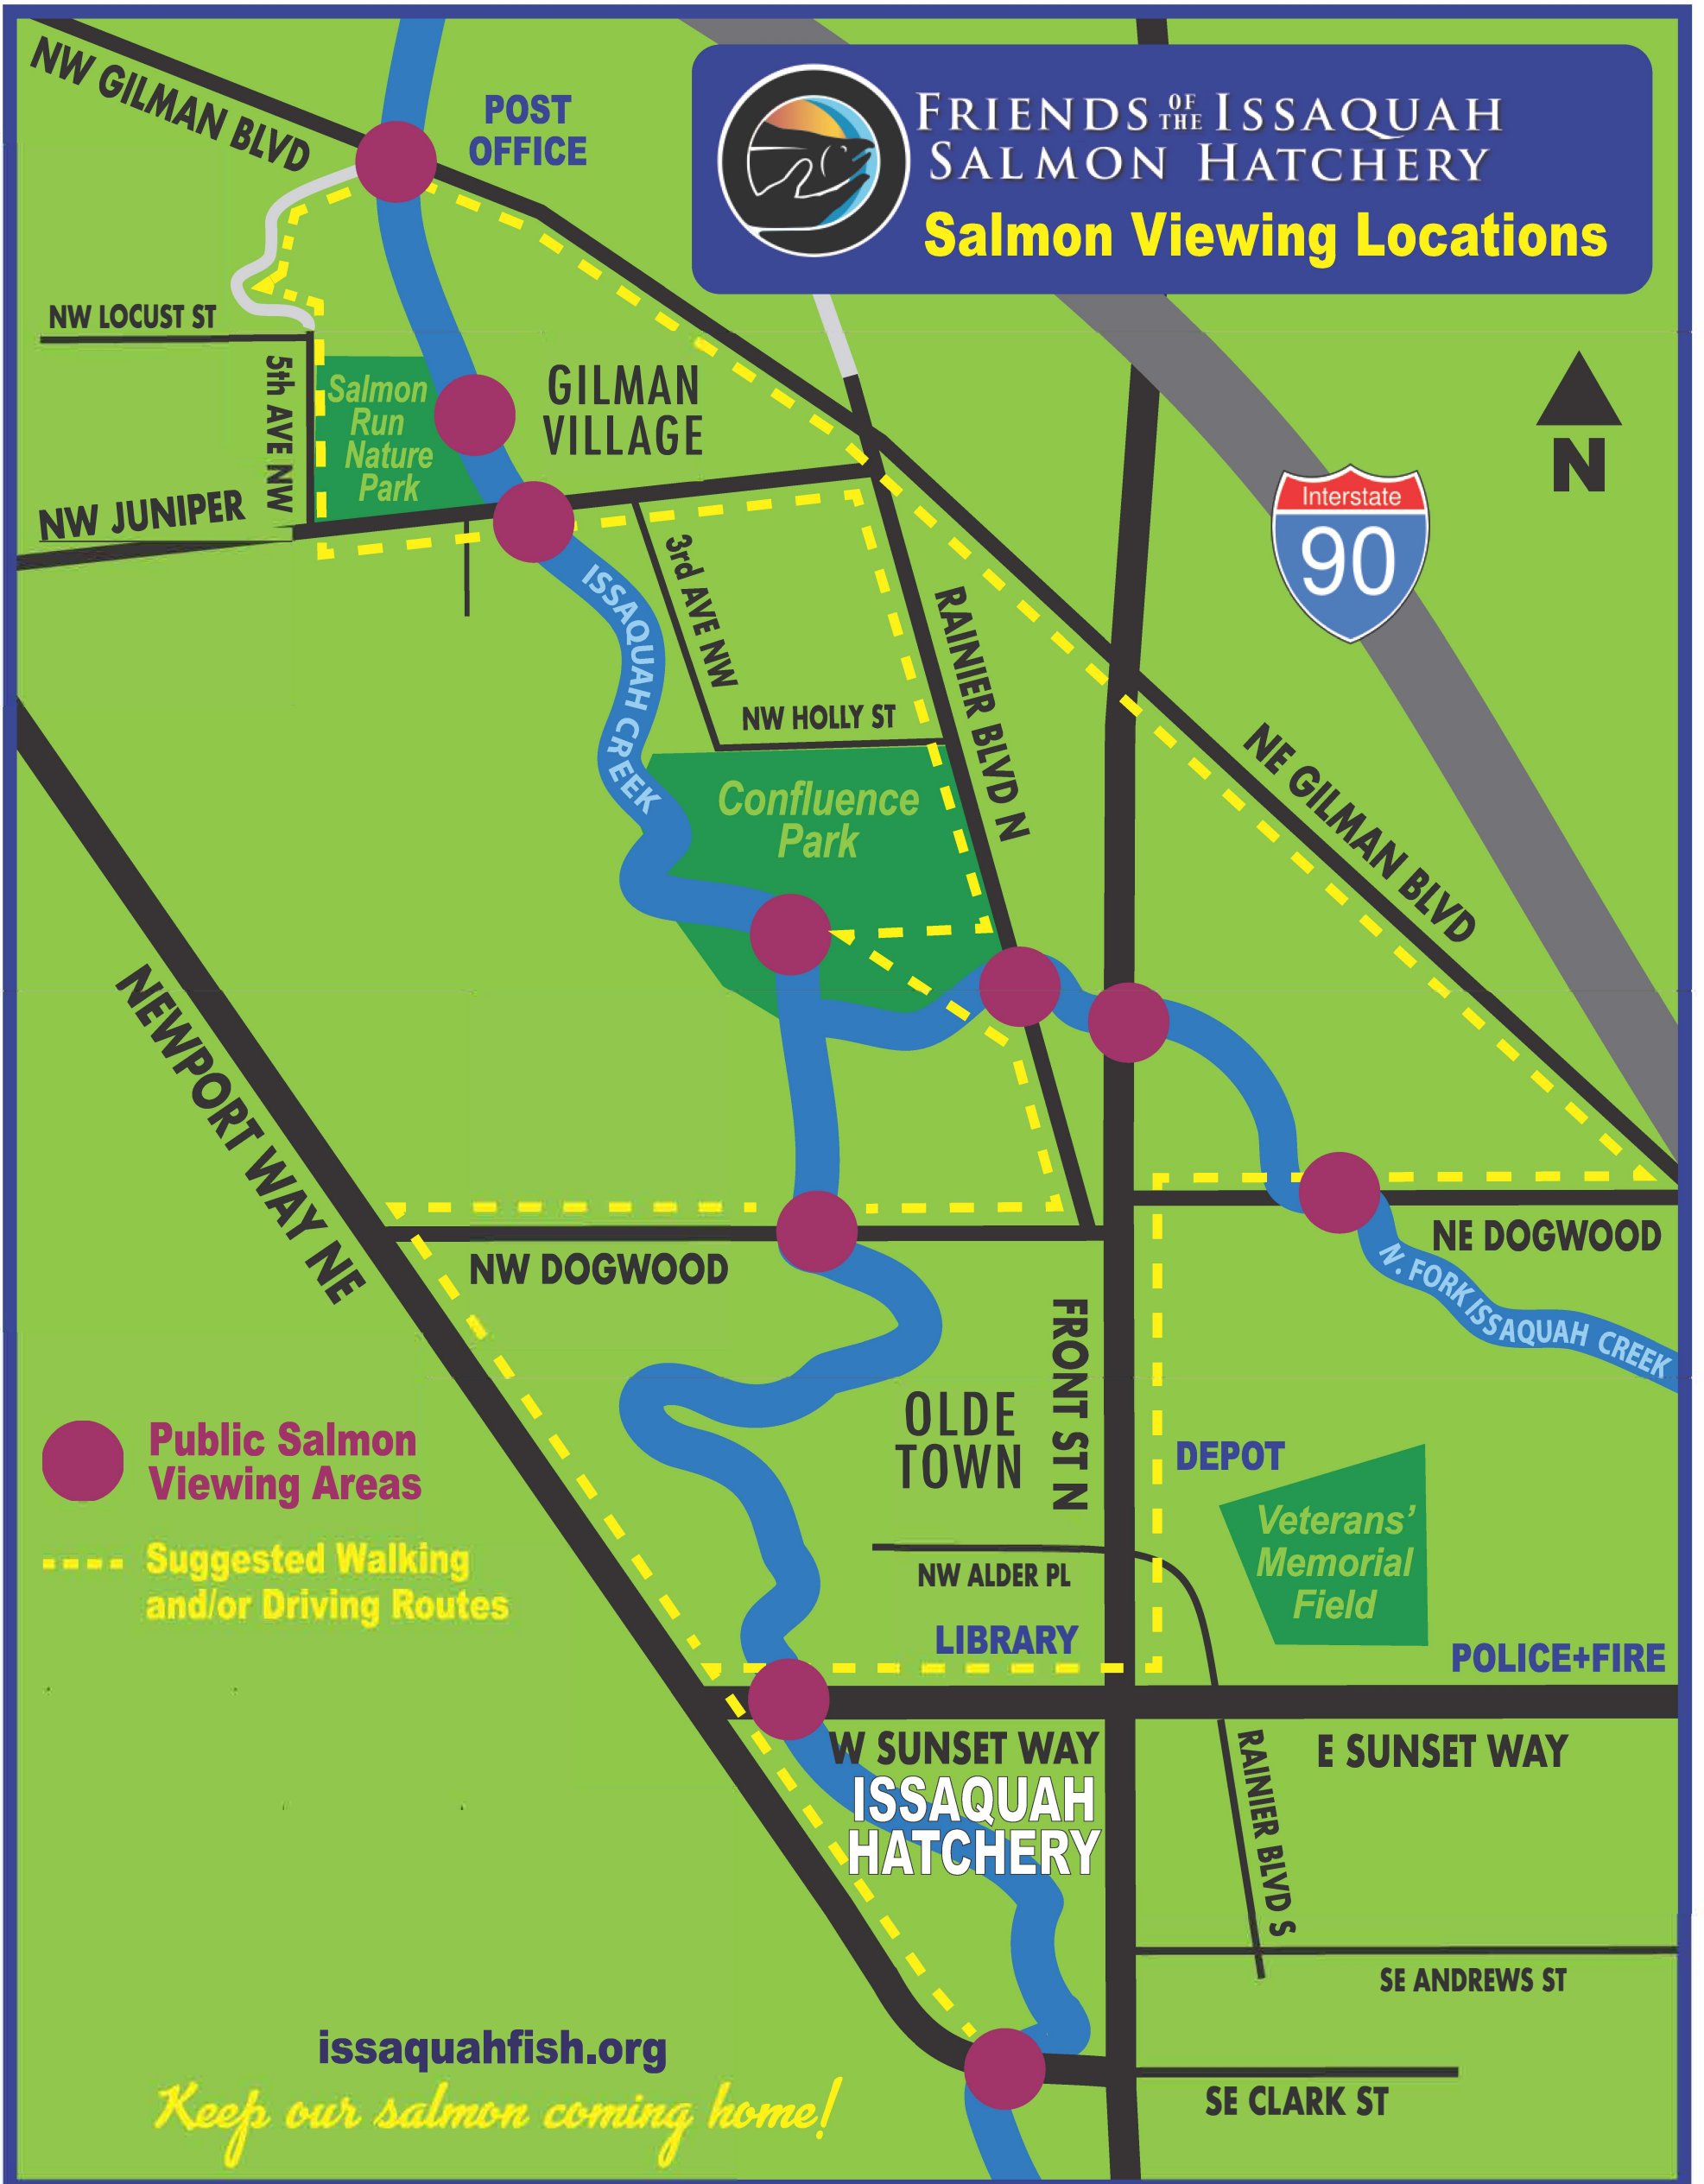 NW GILMAN BLVD
POST
OFFICE
FRIENDS OF THE ISSAQUAH
SALMON HATCHERY
Salmon Viewing Locations
NW LOCUST ST
5th AVE NW
Salmon
Run
Nature
Park
GILMAN
VILLAGE
N
Interstate
90
NW JUNIPER
ISSAQUAH CREEK
3rd AVE NW
RAINIER BLVD N
NW HOLLY ST
NE GILMAN BLVD
Confluence
Park
NEWPORT WAY NE
NW DOGWOOD
NE DOGWOOD
N. FORK ISSAQUAH CREEK
FRONT ST N
OLDE
TOWN
DEPOT
Public Salmon
Viewing Areas
Veterans'
Memorial
Field
Suggested Walking
and/or Driving Routes
NW ALDER PL
LIBRARY
POLICE+FIRE
W SUNSET WAY
E SUNSET WAY
ISSAQUAH
HATCHERY
RAINIER BLVD S
SE ANDREWS ST
issaquahfish.org
Keep our salmon coming home!
SE CLARK ST